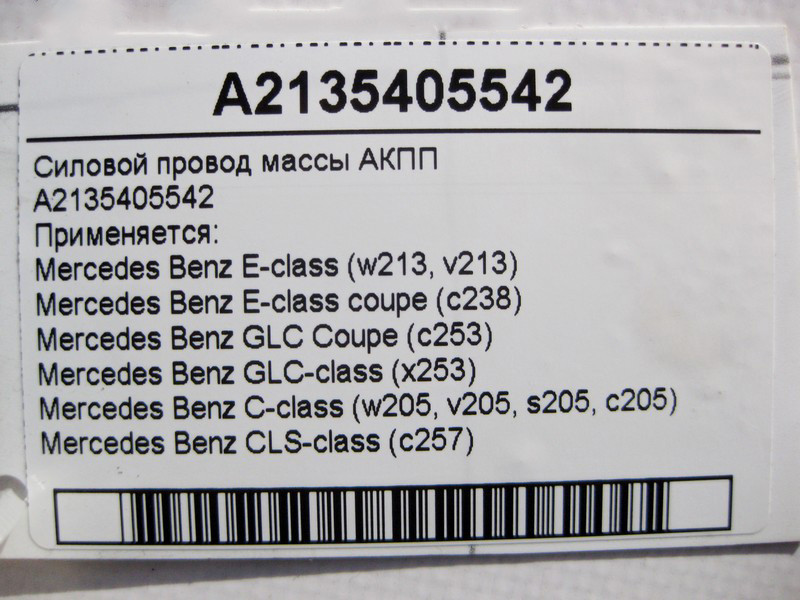 A2135405542
Силовой провод массы АКПП
A2135405542
Применяется:
Mercedes Benz E-class (w213, v213)
Mercedes Benz E-class coupe (c238)
Mercedes Benz GLC Coupe (c253)
Mercedes Benz GLC-class (x253)
Mercedes Benz C-class (w205, v205, s205, c205)
Mercedes Benz CLS-class (c257)